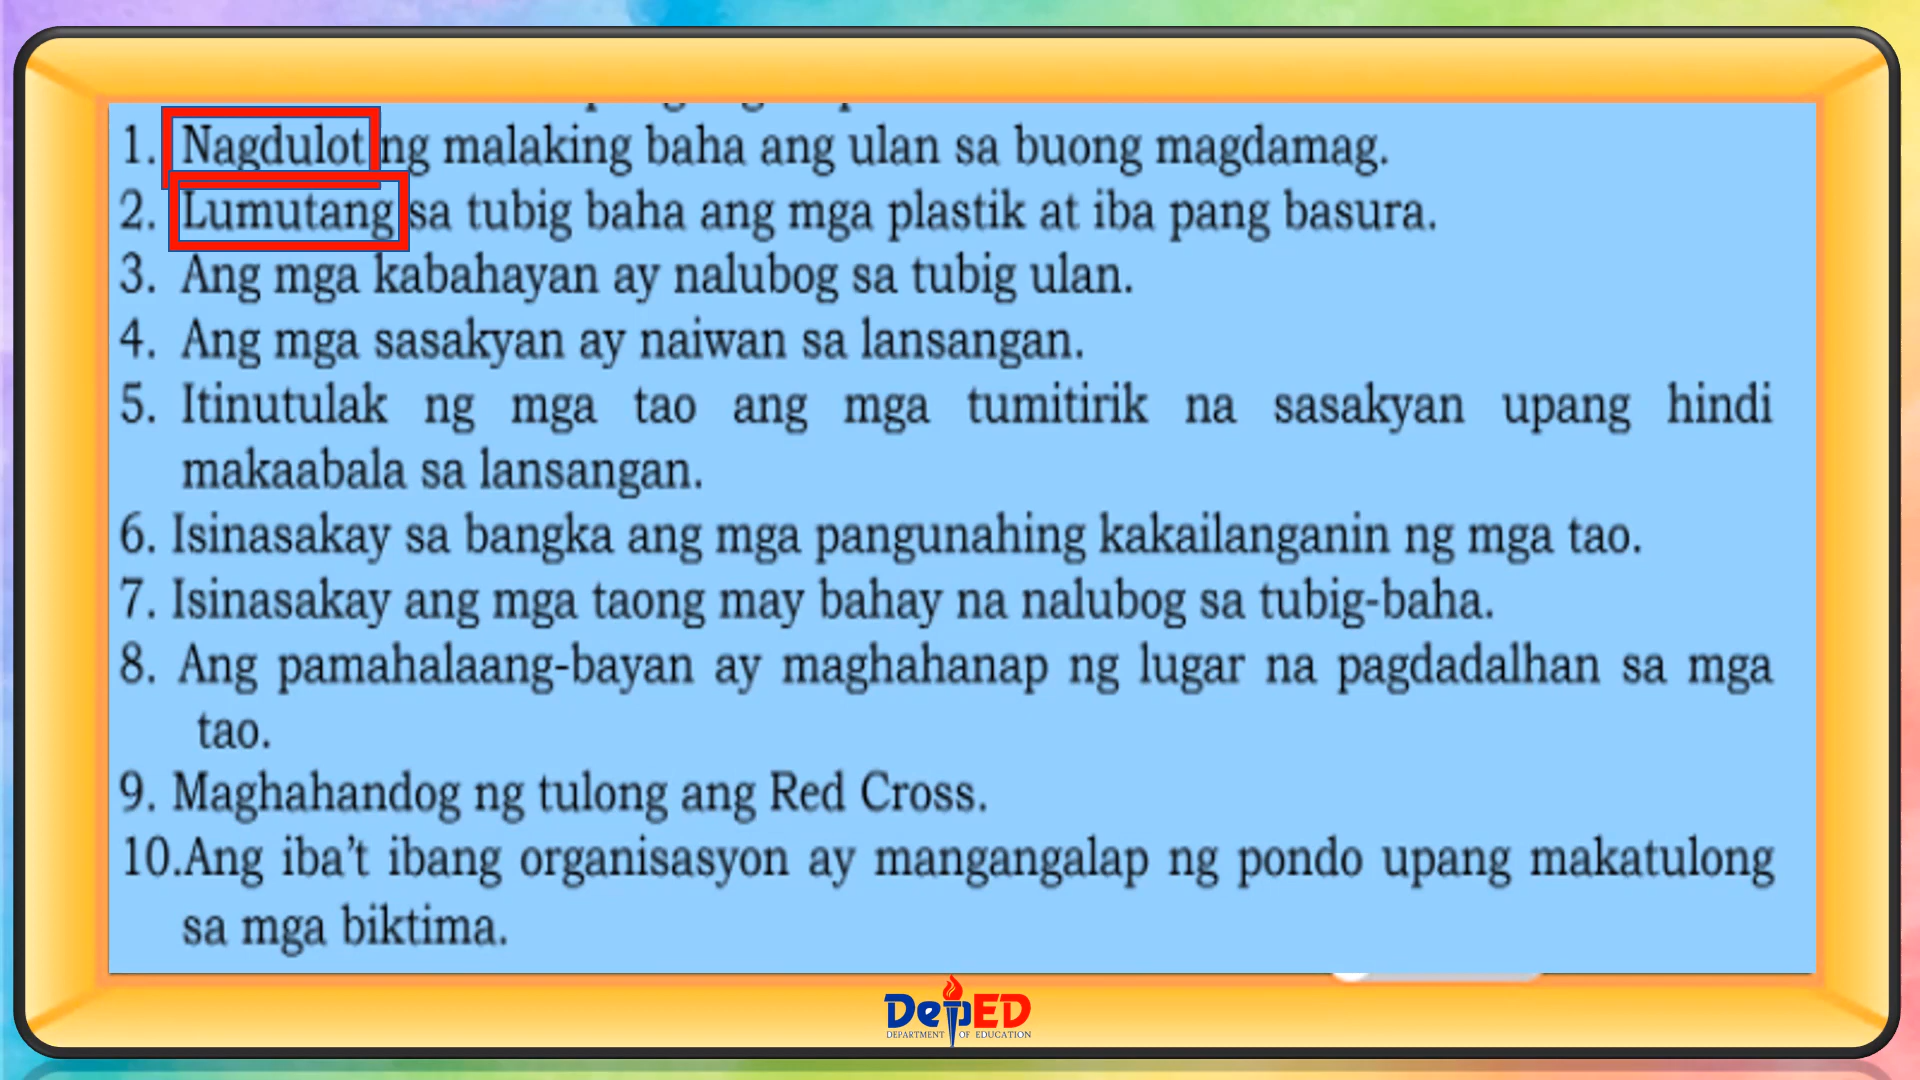 1. Nagdulot ng malaking baha ang ulan sa buong magdamag.
2. Lumutang sa tubig baha ang mga plastik at iba pang basura.
3. Ang mga kabahayan ay nalubog sa tubig ulan.
4. Ang mga sasakyan ay naiwan sa lansangan.
5. Itinutulak ng mga tao ang mga tumitirik na sasakyan upang hindi
makaabala sa lansangan.
6. Isinasakay sa bangka ang mga pangunahing kakailanganin ng mga tao.
7. Isinasakay ang mga taong may bahay na nalubog sa tubig-baha.
8. Ang pamahalaang-bayan ay maghahanap ng lugar na pagdadalhan sa mga
tao.
9. Maghahandog ng tulong ang Red Cross.
10.Ang iba't ibang organisasyon ay mangangalap ng pondo upang makatulong
sa mga biktima.
DepED
DEPARTMENT OF EDUCATION